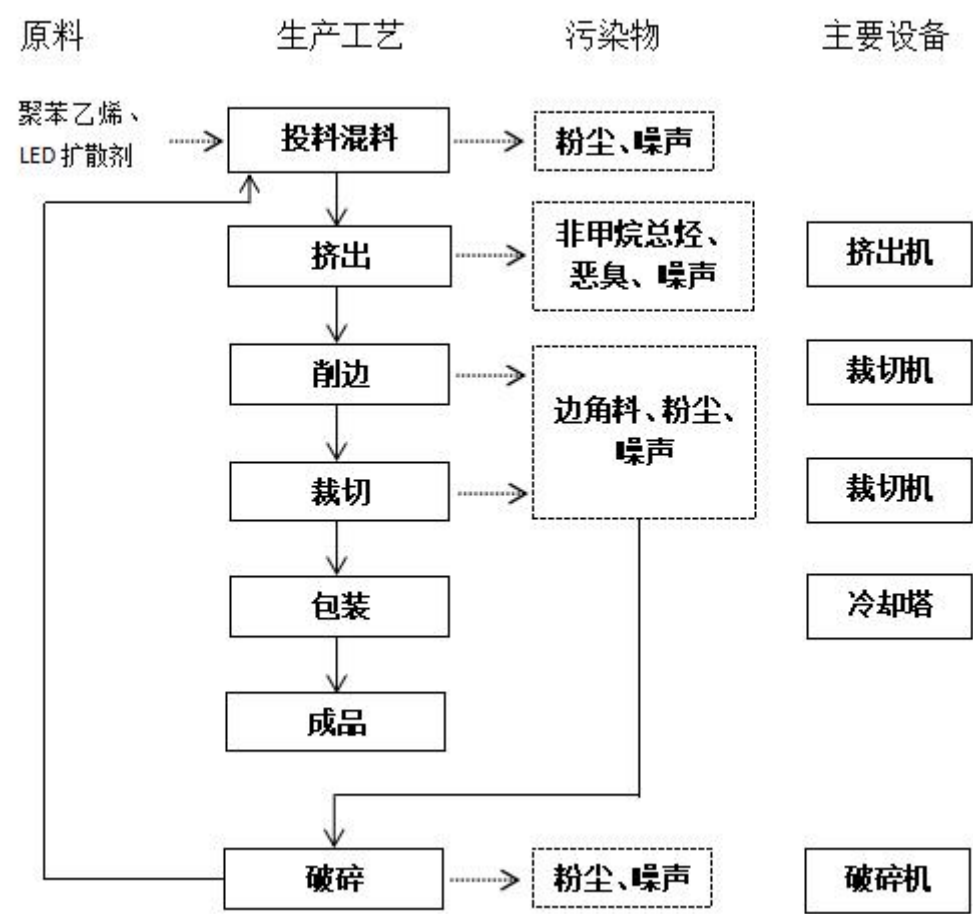 原料 生产工艺 污染物 主要设备
聚苯乙烯、
LED扩散剂
投料混料
粉尘、噪声
挤出
非甲烷总烃、
恶臭、噪声
挤出机
削边
裁切机
边角料、粉尘、
噪声
裁切
裁切机
包装
冷却塔
成品
破碎
粉尘、噪声
破碎机